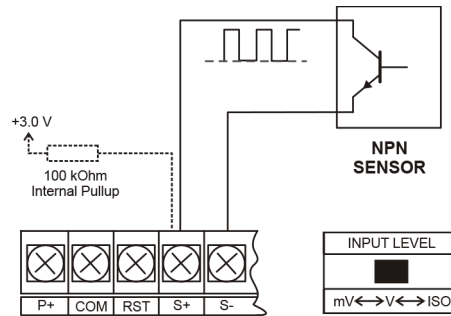 +3.0 V
100 kOhm
Internal Pullup
NPN
SENSOR
P+ COM RST S+ S-
INPUT LEVEL
mV↔V↔ISO